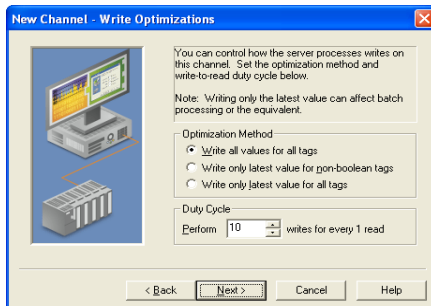 New Channel - Write Optimizations
You can control how the server processes writes on
this channel. Set the optimization method and
write-to-read duty cycle below.
Note: Writing only the latest value can affect batch
processing or the equivalent.
Optimization Method
Write all values for all tags
Write only latest value for non-boolean tags
Write only latest value for all tags
Duty Cycle
Perform 10 writes for every 1 read
< Back Next > Cancel Help